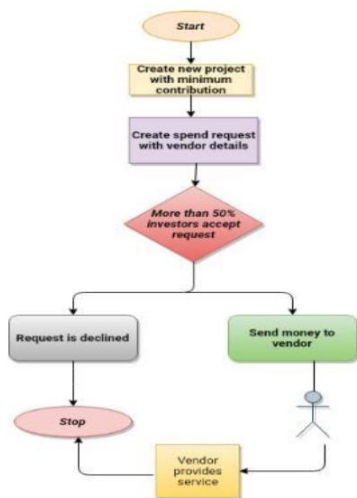 Start
Create new project
with minimum
contribution
Create spend request
with vendor details
More than 50%
investors accept
request
Request is declined
Send money to
vendor
Stop
Vendor
provides
service